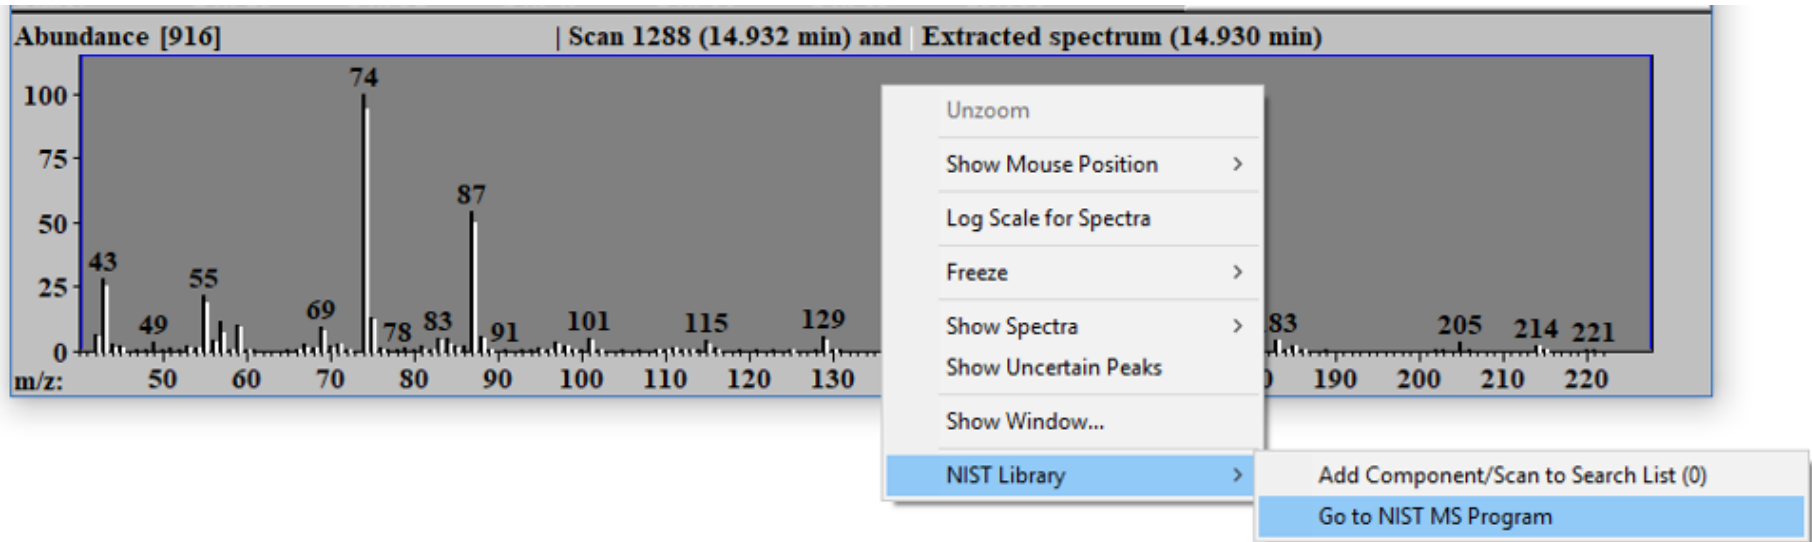 Abundance [916]
| Scan 1288 (14.932 min) and | Extracted spectrum (14.930 min)
100
75
50
25
0
43
49
55
69
74
78
83
87
91
101
115
129
83
205
214
221
m/z:
50 60 70 80 90 100 110 120 130 190 200 210 220
Unzoom
Show Mouse Position
Log Scale for Spectra
Freeze
Show Spectra
Show Uncertain Peaks
Show Window...
NIST Library
Add Component/Scan to Search List (0)
Go to NIST MS Program